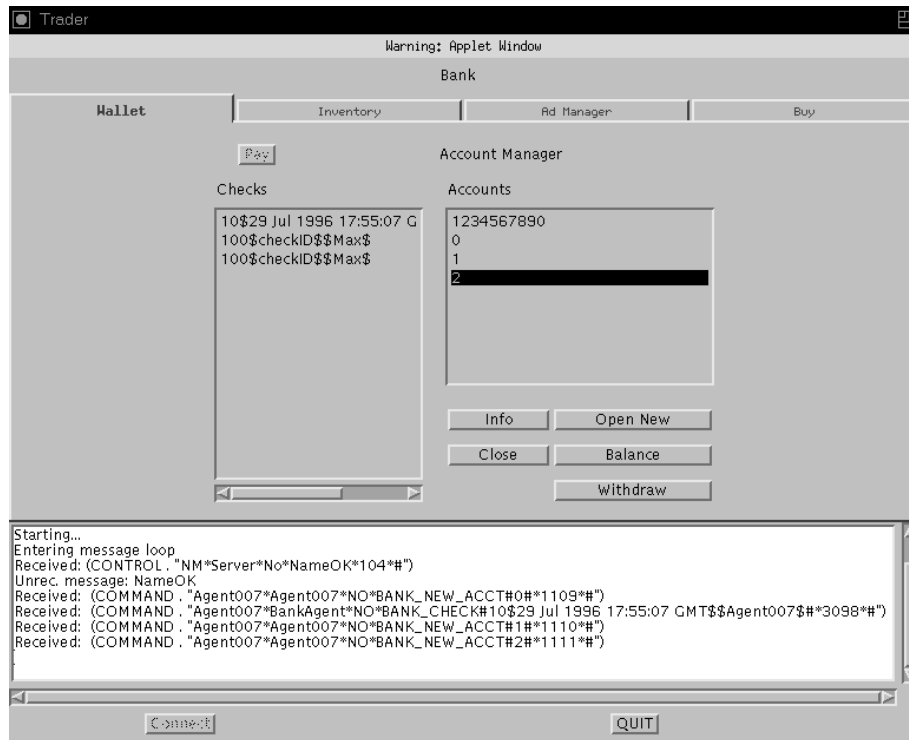 Trader
Warning: Applet Window
Bank
Wallet Inventory Ad Manager Buy
Pay Account Manager
Checks Accounts
10$29 Jul 1996 17:55:07 G
100$checkID$$Max$
100$checkID$$Max$
1234567890
0
1
2
Info Open New
Close Balance
Withdraw
Starting...
Entering message loop
Received: (CONTROL . "NM*Server*No*NameOK*104*#")
Unrec. message: NameOK
Received: (COMMAND . "Agent007*Agent007*NO*BANK_NEW_ACCT#0#*1109*#")
Received: (COMMAND . "Agent007*BankAgent*NO*BANK_CHECK#10$29 Jul 1996 17:55:07 GMT$$Agent007$#*3098*#")
Received: (COMMAND . "Agent007*Agent007*NO*BANK_NEW_ACCT#1#*1110*#")
Received: (COMMAND . "Agent007*Agent007*NO*BANK_NEW_ACCT#2#*1111*#")
Connect QUIT